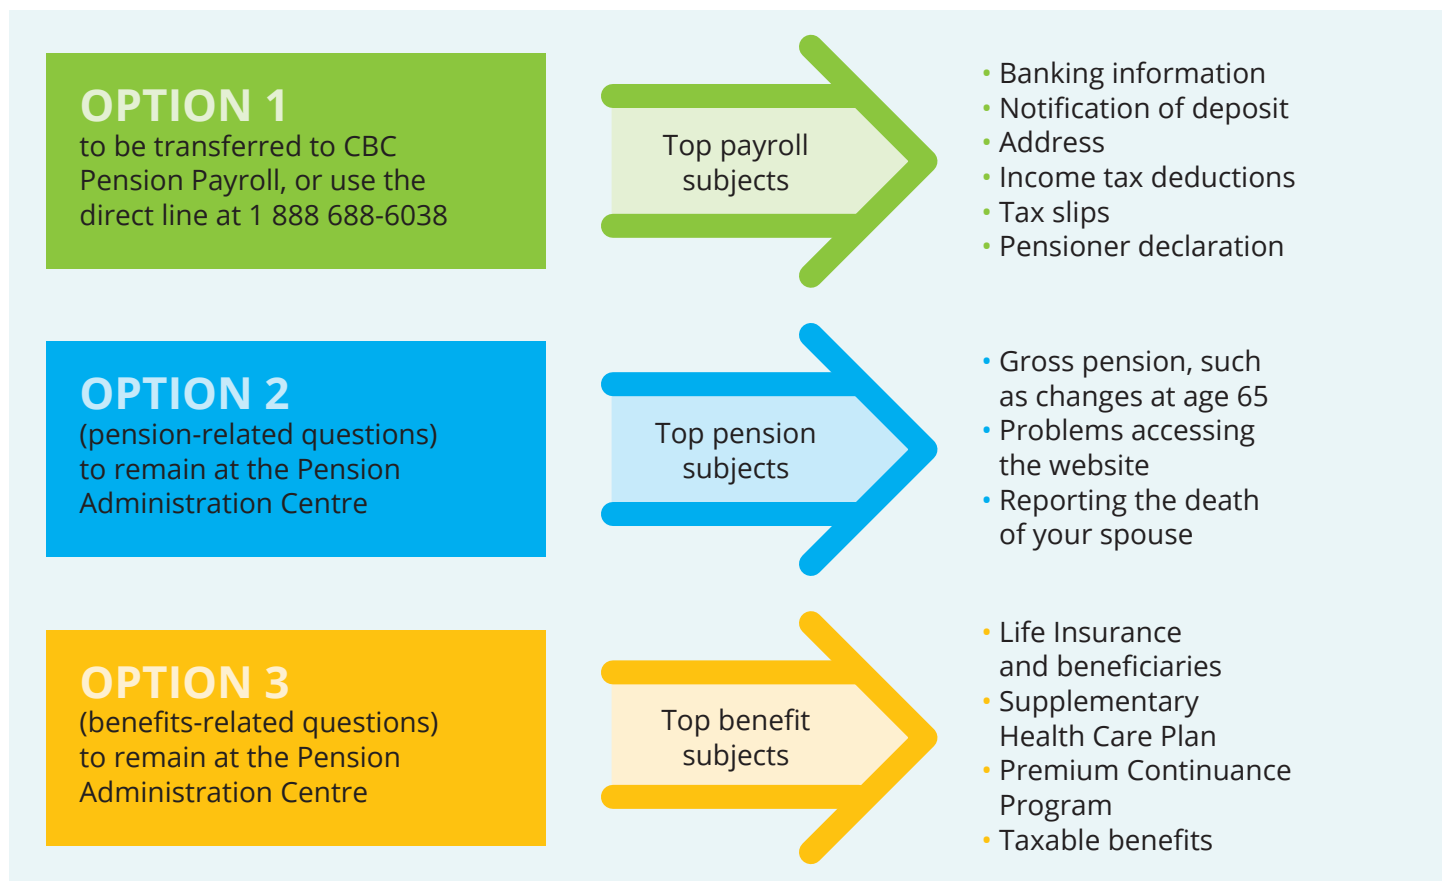 OPTION 1
to be transferred to CBC
Pension Payroll, or use the
direct line at 1 888 688-6038
Top payroll
subjects
• Banking information
• Notification of deposit
• Address
• Income tax deductions
• Tax slips
• Pensioner declaration
OPTION 2
(pension-related questions)
to remain at the Pension
Administration Centre
Top pension
subjects
• Gross pension, such
as changes at age 65
• Problems accessing
the website
• Reporting the death
of your spouse
OPTION 3
(benefits-related questions)
to remain at the Pension
Administration Centre
Top benefit
subjects
• Life Insurance
and beneficiaries
• Supplementary
Health Care Plan
• Premium Continuance
Program
• Taxable benefits